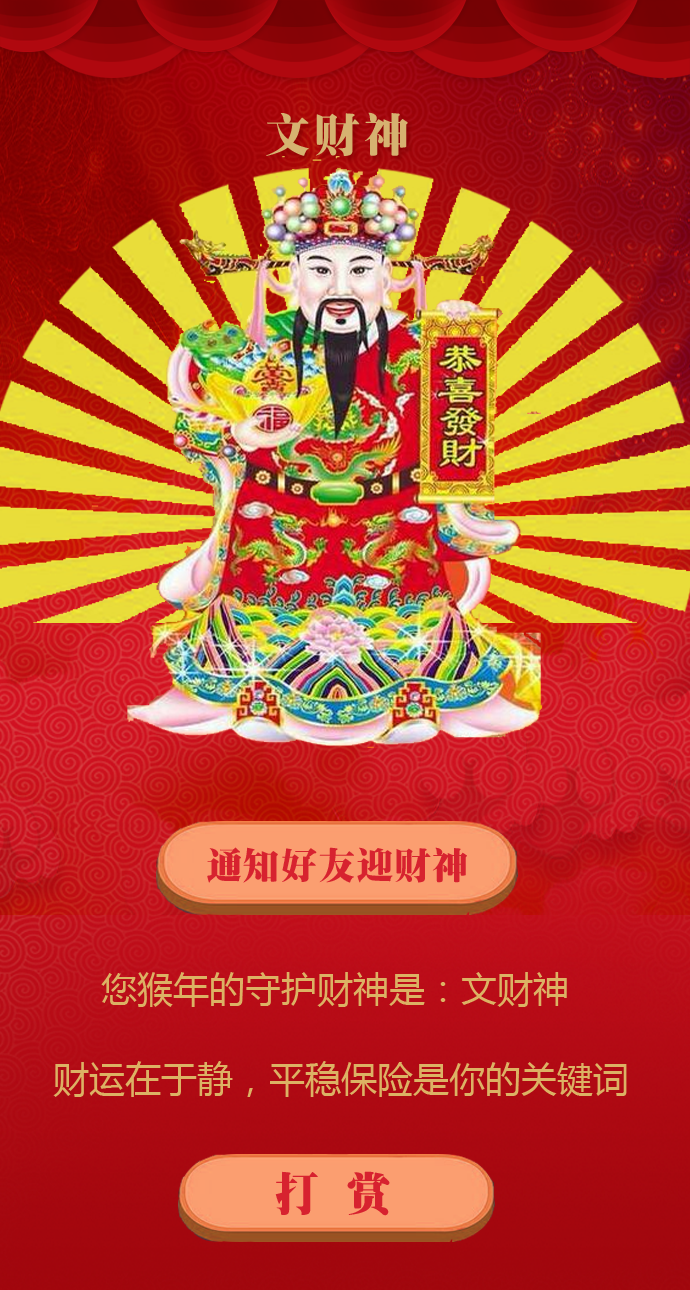 文财神
恭喜發財
通知好友迎财神
您猴年的守护财神是：文财神
财运在于静，平稳保险是你的关键词
打 赏